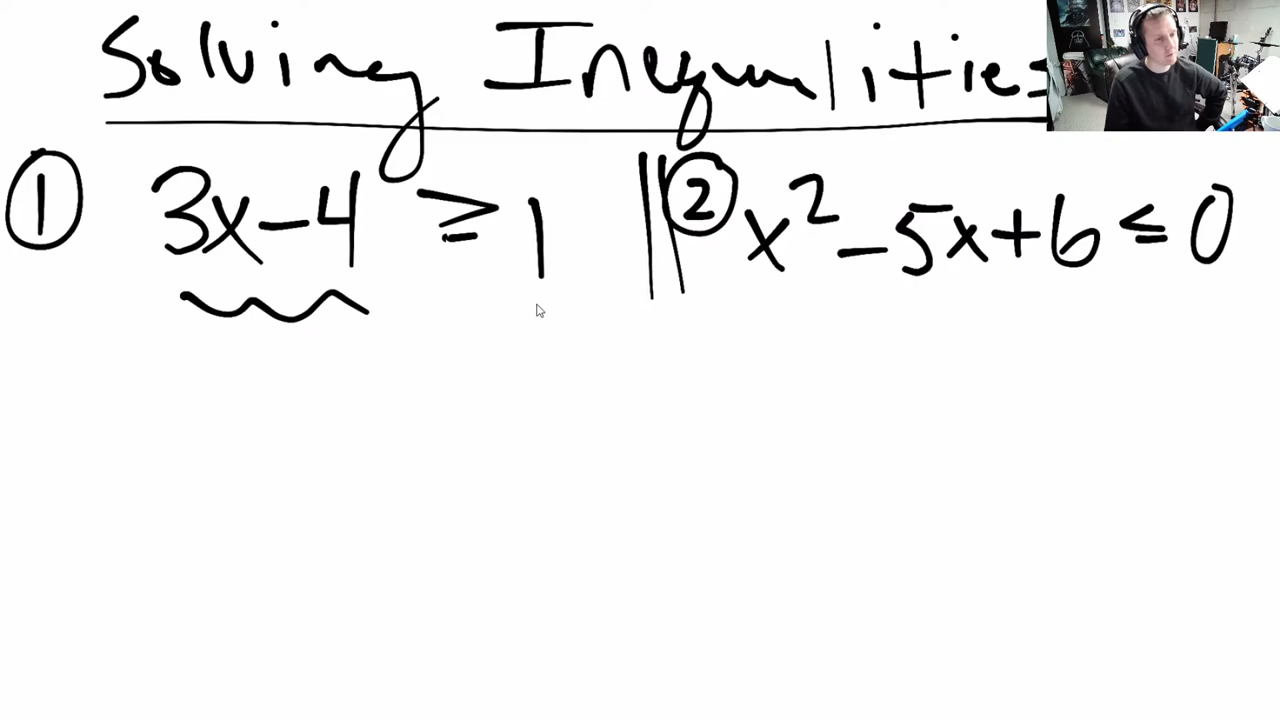 Solving Inequalities
① 3x-4 ≥ 1 || ② x² - 5x + 6 ≤ 0